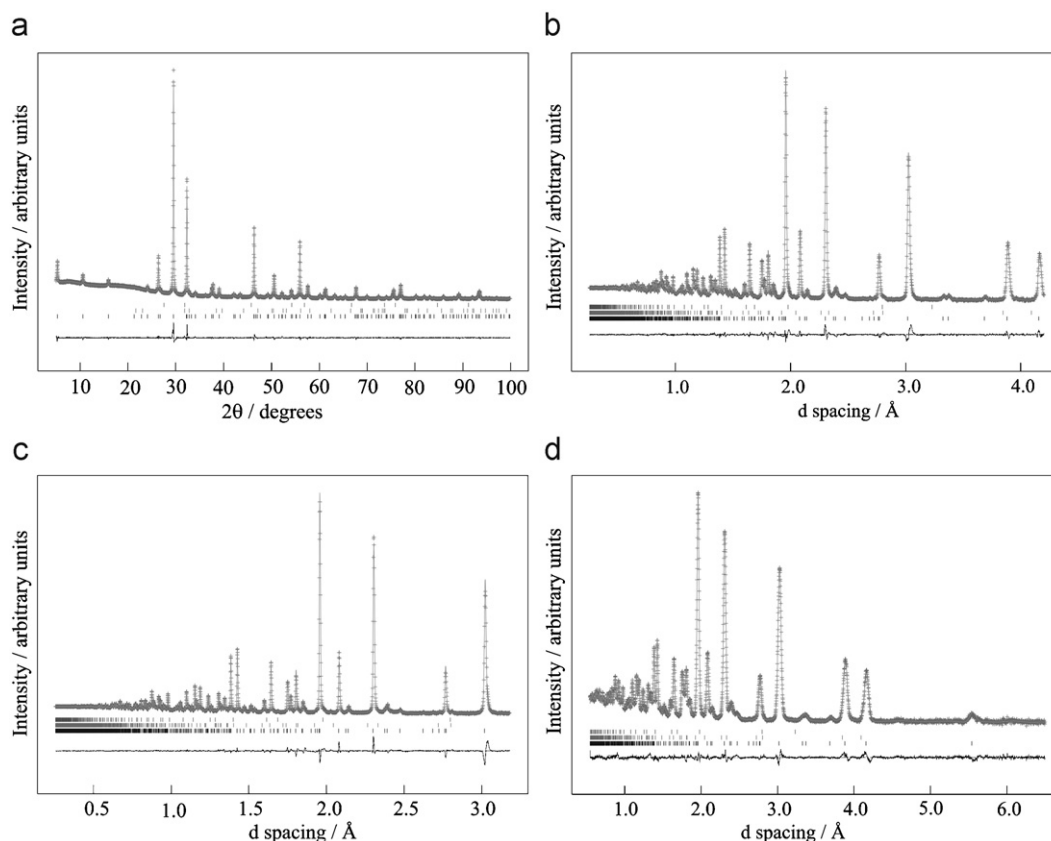 a
Intensity / arbitrary units
10 20 30 40 50 60 70 80 90 100
2θ / degrees
b
Intensity / arbitrary units
1.0 2.0 3.0 4.0
d spacing / Å
c
Intensity / arbitrary units
0.5 1.0 1.5 2.0 2.5 3.0
d spacing / Å
d
Intensity / arbitrary units
1.0 2.0 3.0 4.0 5.0 6.0
d spacing / Å